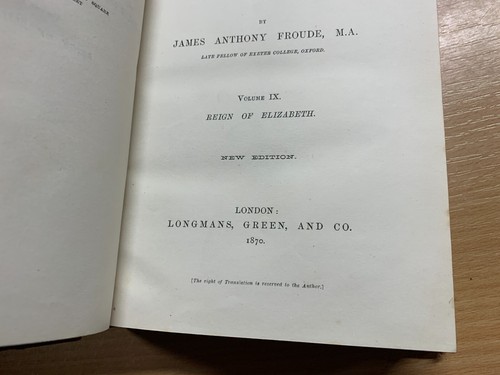 SQUARE
BY
JAMES ANTHONY FROUDE, M.A.
LATE FELLOW OF EXETER COLLEGE, OXFORD.
VOLUME IX.
REIGN OF ELIZABETH.
NEW EDITION.
LONDON:
LONGMANS, GREEN, AND CO.
1870.
[The right of Translation is reserved to the Author.]